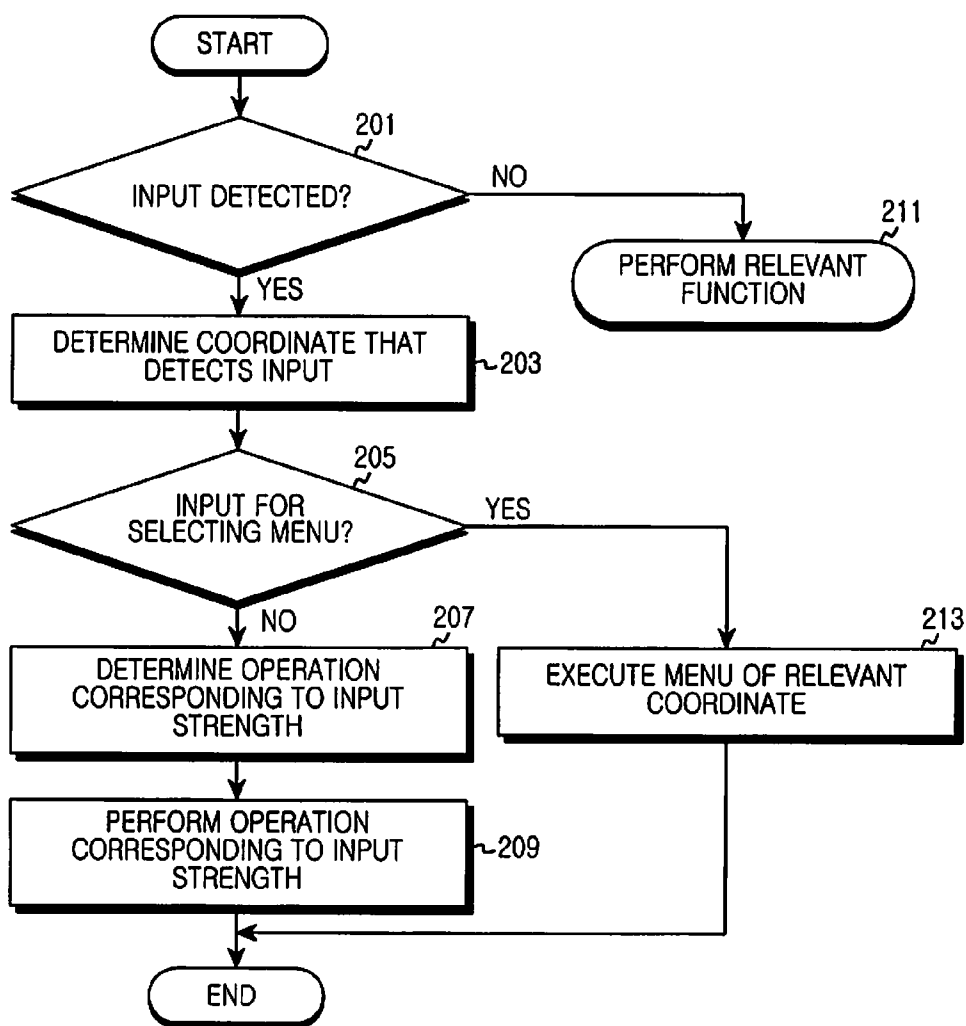 START
201
INPUT DETECTED?
NO
211
PERFORM RELEVANT
FUNCTION
YES
DETERMINE COORDINATE THAT
DETECTS INPUT
203
205
INPUT FOR
SELECTING MENU?
YES
NO
207
DETERMINE OPERATION
CORRESPONDING TO INPUT
STRENGTH
213
EXECUTE MENU OF RELEVANT
COORDINATE
PERFORM OPERATION
CORRESPONDING TO INPUT
STRENGTH
209
END